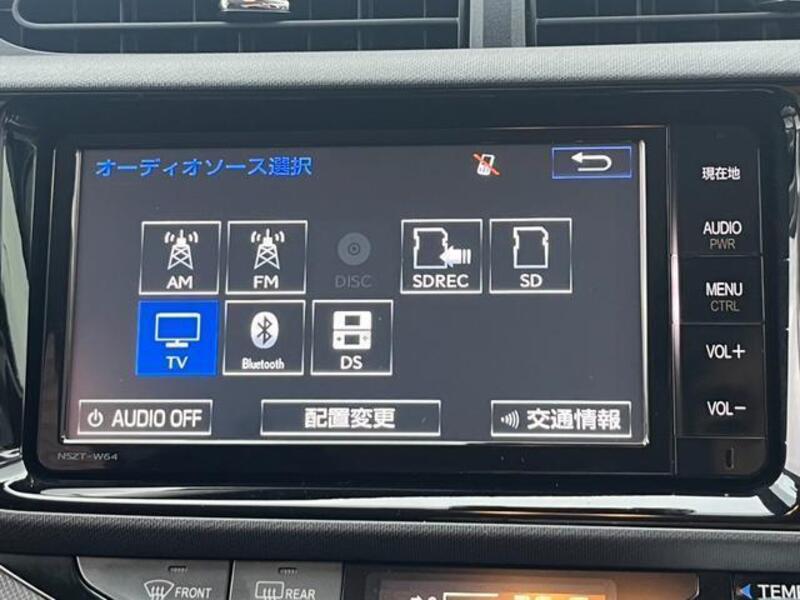 オーディオソース選択
AM FM DISC SDREC SD
TV Bluetooth DS
AUDIO OFF 配置変更 交通情報
NSZT-W64
現在地
AUDIO
PWR
MENU
CTRL
VOL+
VOL-
FRONT REAR